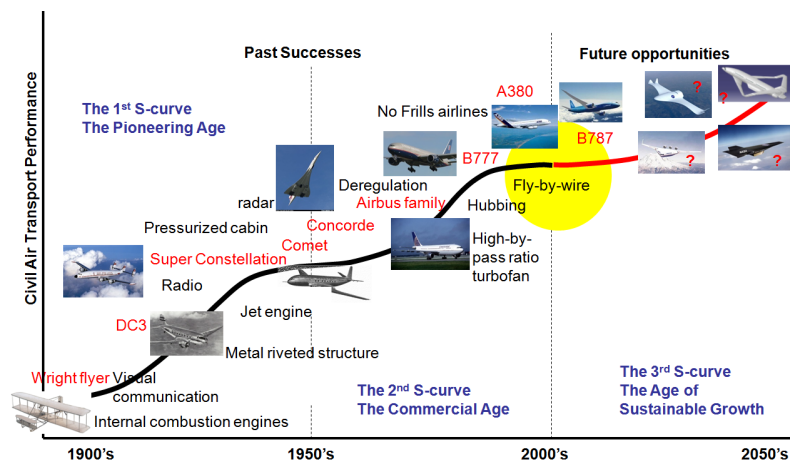 Past Successes
Future opportunities
Civil Air Transport Performance
The 1st S-curve
The Pioneering Age
A380
No Frills airlines
B787
B777
Fly-by-wire
Deregulation
radar
Airbus family
Hubbing
Pressurized cabin
Concorde
Comet
High-by-
pass ratio
turbofan
Super Constellation
Radio
Jet engine
DC3
Metal riveted structure
Wright flyer
Visual
communication
Internal combustion engines
The 2nd S-curve
The Commercial Age
The 3rd S-curve
The Age of
Sustainable Growth
?
?
?
?
1900's
1950's
2000's
2050's